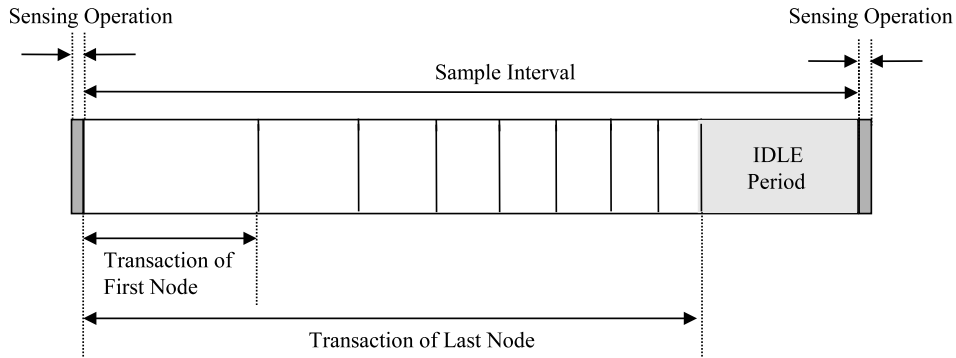 Sensing Operation
Sensing Operation
Sample Interval
IDLE
Period
Transaction of
First Node
Transaction of Last Node